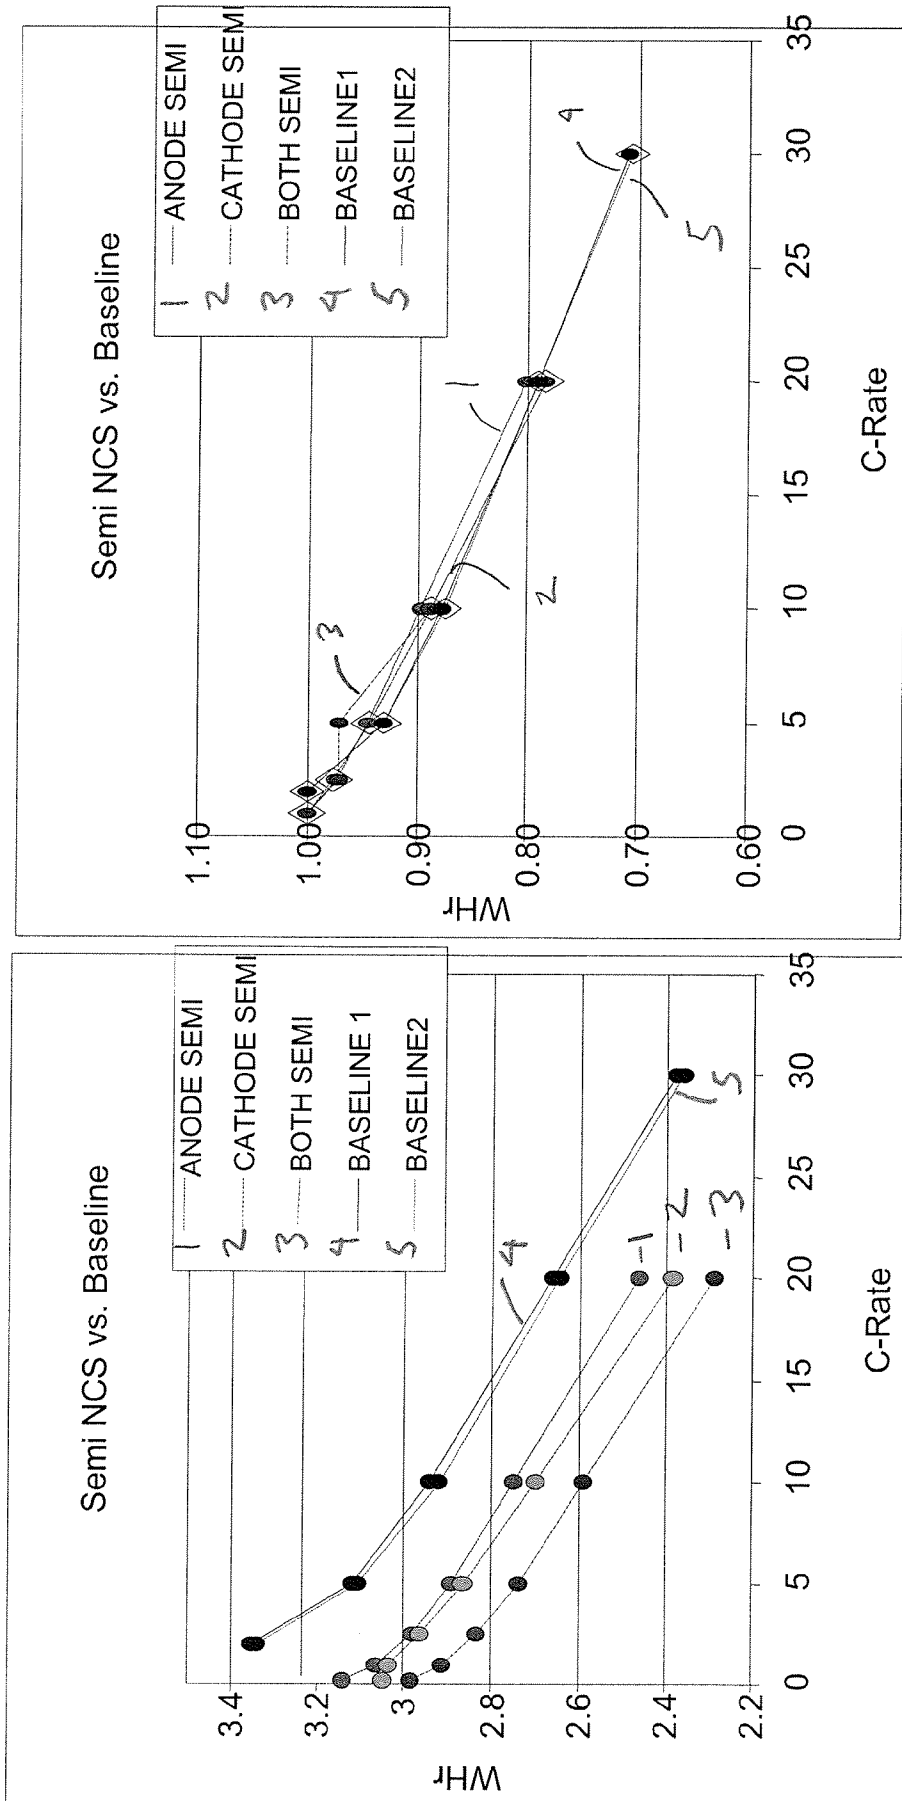 Semi NCS vs. Baseline
1 ANODE SEMI
2 CATHODE SEMI
3 BOTH SEMI
4 BASELINE 1
5 BASELINE2
WHr
3.4
3.2
3
2.8
2.6
2.4
2.2
0 5 10 15 20 25 30 35
C-Rate
4
5
-1
-2
-3
Semi NCS vs. Baseline
1 ANODE SEMI
2 CATHODE SEMI
3 BOTH SEMI
4 BASELINE1
5 BASELINE2
WHr
1.10
1.00
0.90
0.80
0.70
0.60
0 5 10 15 20 25 30 35
C-Rate
3
1
2
4
5